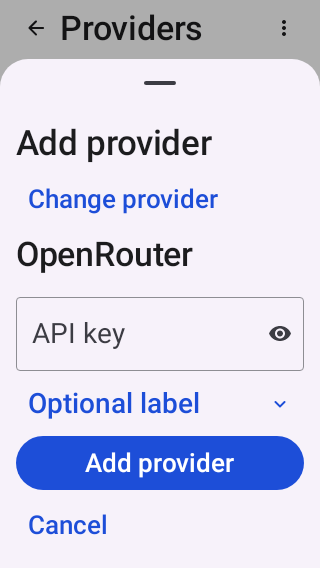 Providers
Add provider
Change provider
OpenRouter
API key
Optional label
Add provider
Cancel